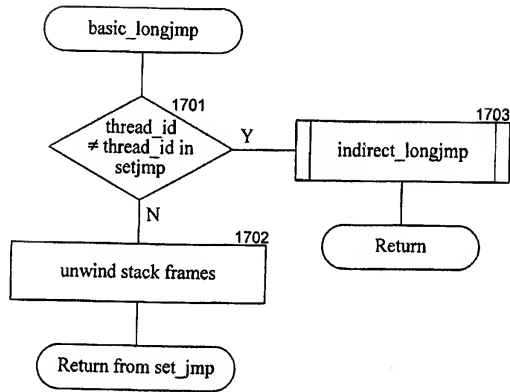 basic_longjmp
1701
thread_id
≠ thread_id in
setjmp
Y
1703
indirect_longjmp
N
Return
1702
unwind stack frames
Return from set_jmp